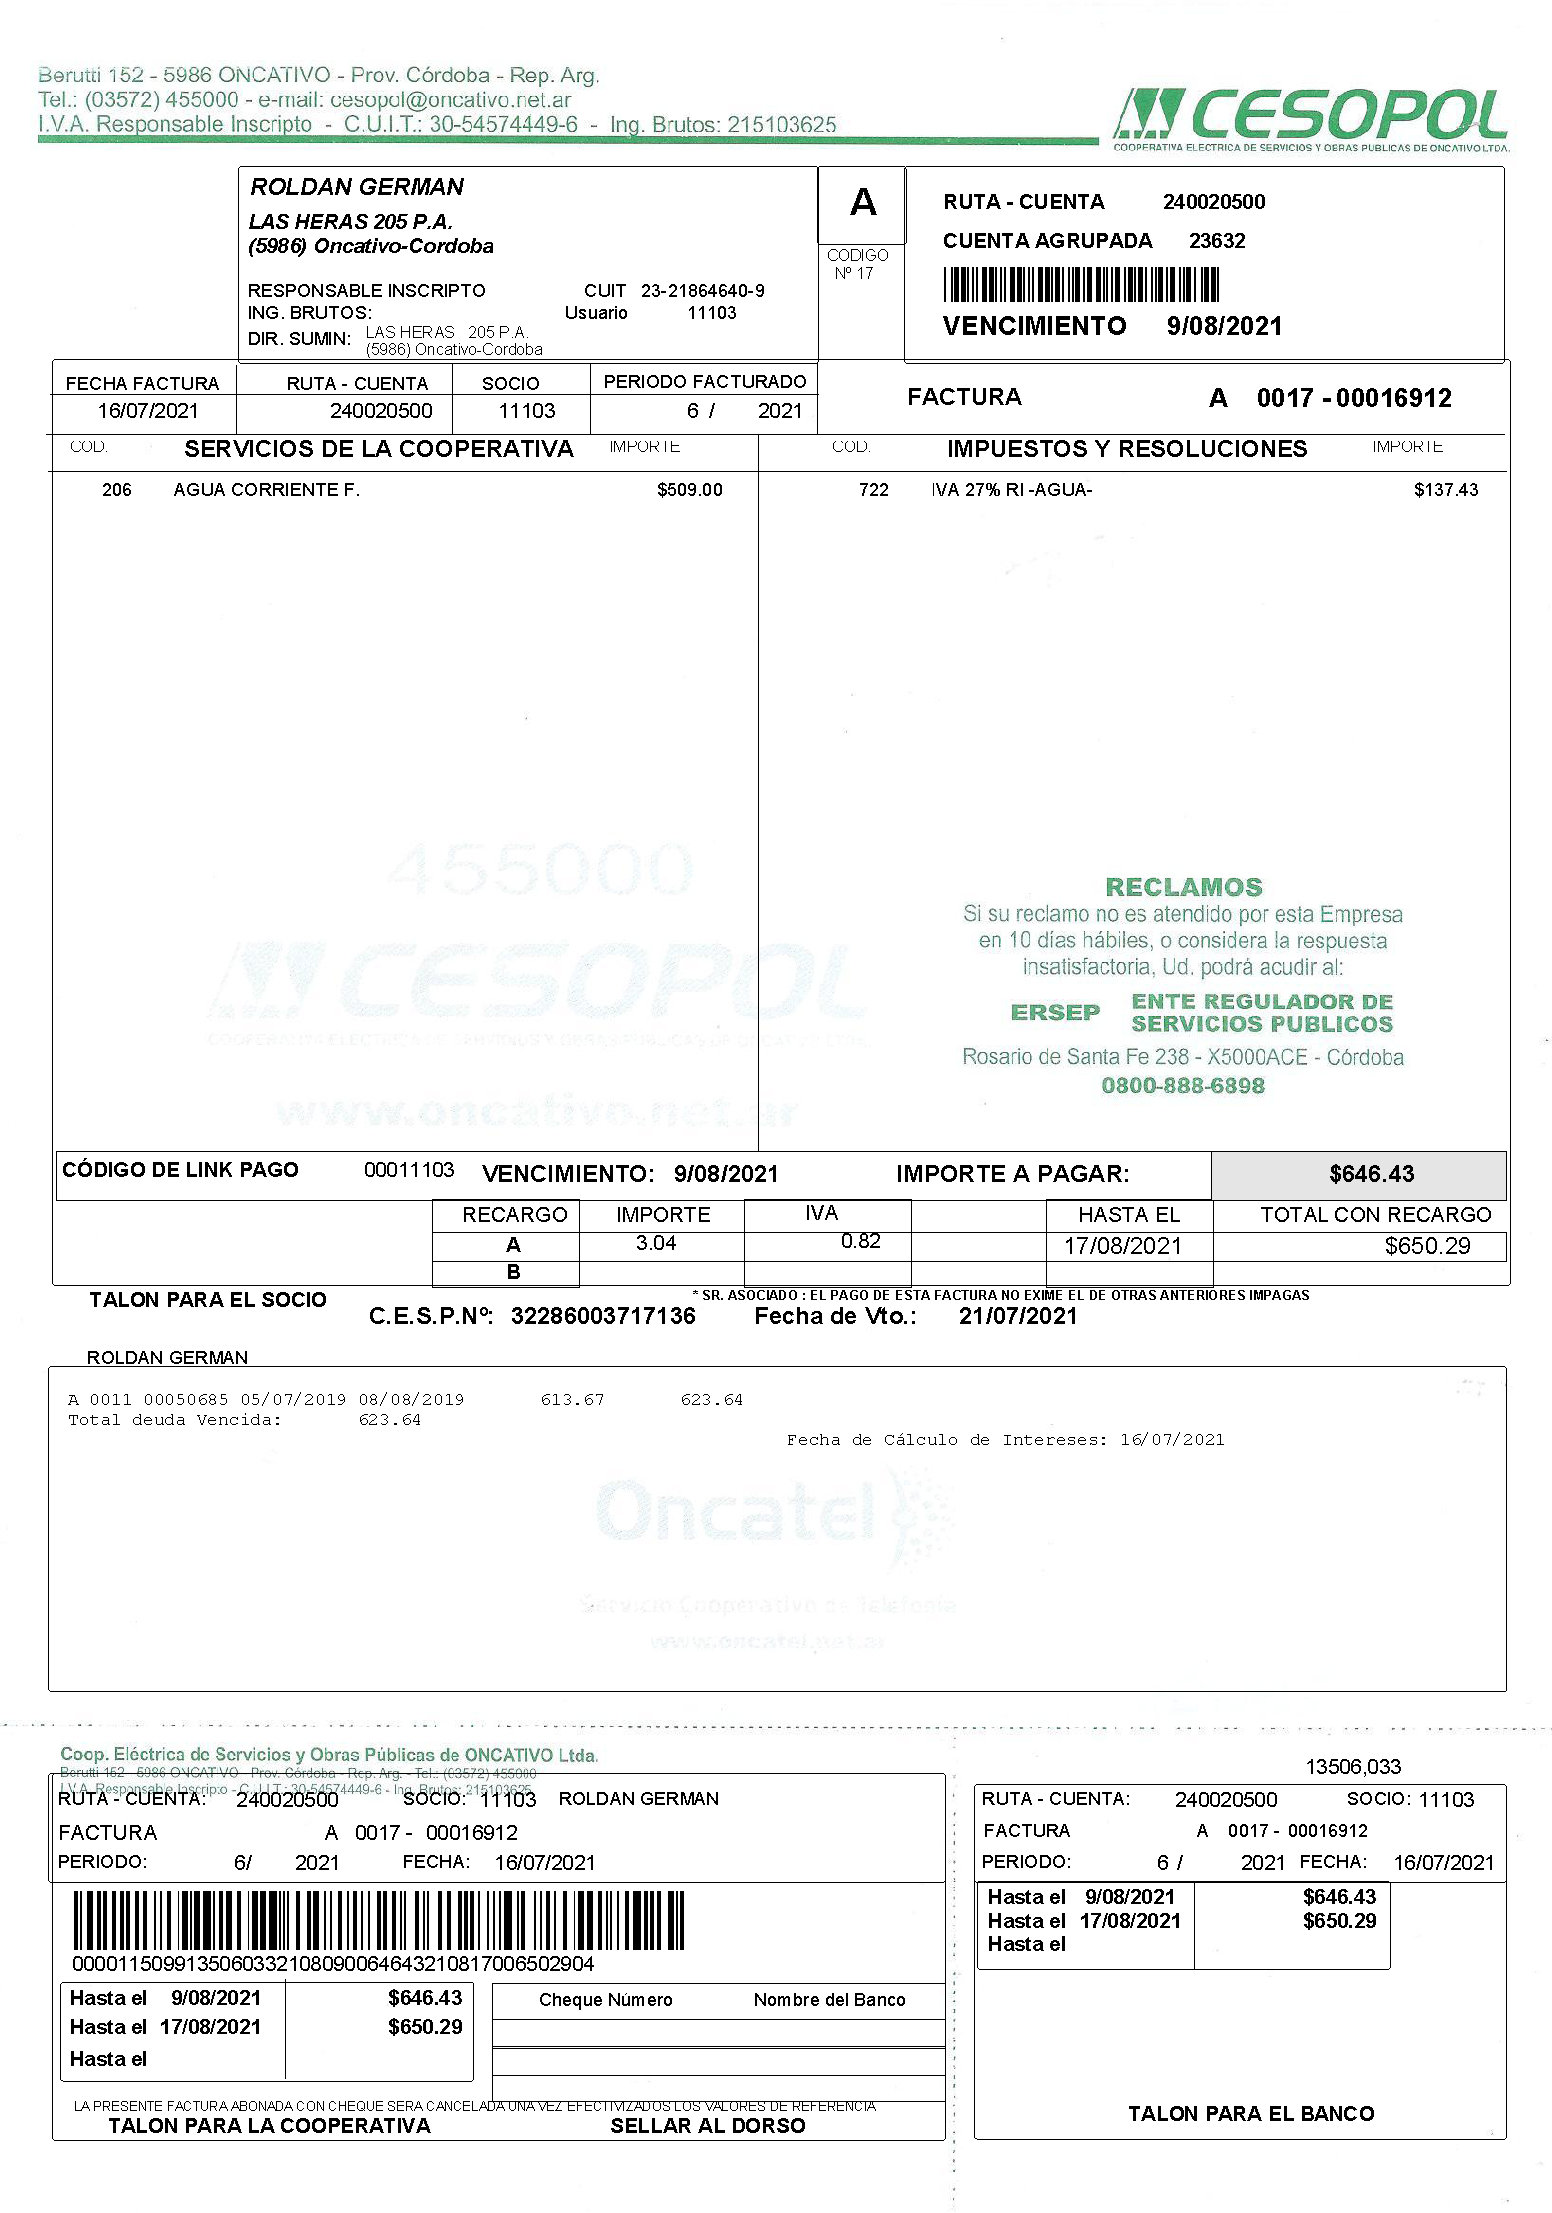 Berutti 152 - 5986 ONCATIVO - Prov. Córdoba - Rep. Arg.
Tel.: (03572) 455000 - e-mail: cesopol@oncativo.net.ar
I.V.A. Responsable Inscripto - C.U.I.T.: 30-54574449-6 - Ing. Brutos: 215103625
CESOPOL
COOPERATIVA ELECTRICA DE SERVICIOS Y OBRAS PUBLICAS DE ONCATIVO LTDA.
ROLDAN GERMAN
LAS HERAS 205 P.A.
(5986) Oncativo-Cordoba
RESPONSABLE INSCRIPTO CUIT 23-21864640-9
ING. BRUTOS: Usuario 11103
DIR. SUMIN: LAS HERAS 205 P.A.
(5986) Oncativo-Cordoba
A
CODIGO
Nº 17
RUTA - CUENTA 240020500
CUENTA AGRUPADA 23632
VENCIMIENTO 9/08/2021
FECHA FACTURA RUTA - CUENTA SOCIO PERIODO FACTURADO
16/07/2021 240020500 11103 6 / 2021
FACTURA A 0017 - 00016912
COD. SERVICIOS DE LA COOPERATIVA IMPORTE COD. IMPUESTOS Y RESOLUCIONES IMPORTE
206 AGUA CORRIENTE F. $509.00 722 IVA 27% RI -AGUA- $137.43
455000
CESOPOL
COOPERATIVA ELECTRICA DE SERVICIOS Y OBRAS PUBLICAS DE ONCATIVO LTDA.
www.oncativo.net.ar
RECLAMOS
Si su reclamo no es atendido por esta Empresa
en 10 días hábiles, o considera la respuesta
insatisfactoria, Ud. podrá acudir al:
ERSEP ENTE REGULADOR DE
SERVICIOS PUBLICOS
Rosario de Santa Fe 238 - X5000ACE - Córdoba
0800-888-6898
CÓDIGO DE LINK PAGO 00011103 VENCIMIENTO: 9/08/2021 IMPORTE A PAGAR: $646.43
RECARGO IMPORTE IVA HASTA EL TOTAL CON RECARGO
A 3.04 0.82 17/08/2021 $650.29
B
TALON PARA EL SOCIO
* SR. ASOCIADO : EL PAGO DE ESTA FACTURA NO EXIME EL DE OTRAS ANTERIORES IMPAGAS
C.E.S.P.Nº: 32286003717136 Fecha de Vto.: 21/07/2021
ROLDAN GERMAN
A 0011 00050685 05/07/2019 08/08/2019 613.67 623.64
Total deuda Vencida: 623.64
Fecha de Cálculo de Intereses: 16/07/2021
Oncatel
Servicio Cooperativo de Telefonía
www.oncatel.net.ar
Coop. Eléctrica de Servicios y Obras Públicas de ONCATIVO Ltda.
Berutti 152 - 5986 ONCATIVO - Prov. Córdoba - Rep. Arg. - Tel.: (03572) 455000
I.V.A. Responsable Inscripto - C.U.I.T.: 30-54574449-6 - Ing. Brutos: 215103625
RUTA - CUENTA: 240020500 SOCIO: 11103 ROLDAN GERMAN
FACTURA A 0017 - 00016912
PERIODO: 6/ 2021 FECHA: 16/07/2021
0000115099135060332108090064643210817006502904
Hasta el 9/08/2021 $646.43
Hasta el 17/08/2021 $650.29
Hasta el
Cheque Número Nombre del Banco
LA PRESENTE FACTURA ABONADA CON CHEQUE SERA CANCELADA UNA VEZ EFECTIVIZADOS LOS VALORES DE REFERENCIA
TALON PARA LA COOPERATIVA SELLAR AL DORSO
13506,033
RUTA - CUENTA: 240020500 SOCIO: 11103
FACTURA A 0017 - 00016912
PERIODO: 6 / 2021 FECHA: 16/07/2021
Hasta el 9/08/2021 $646.43
Hasta el 17/08/2021 $650.29
Hasta el
TALON PARA EL BANCO